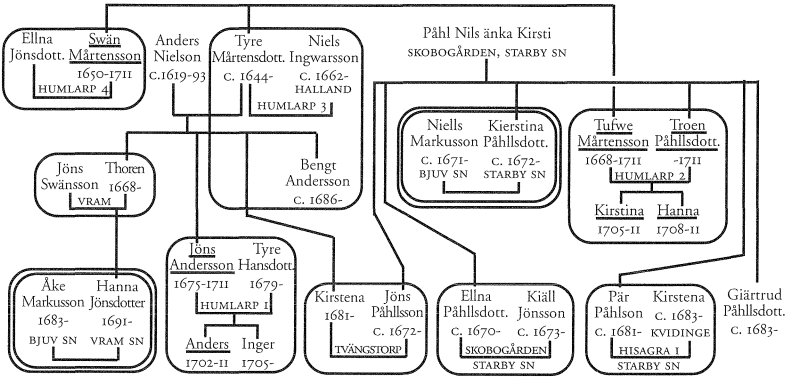 Ellna
Jönsdott.
Swän
Mårtensson
1650-1711
HUMLARP 4
Anders
Nielson
C.1619-93
Tyre
Mårtensdott.
C. 1644-
Niels
Ingwarsson
C. 1662-
HALLAND
HUMLARP 3
Påhl Nils änka Kirsti
SKOBOGÅRDEN, STARBY SN
Niells
Markusson
C. 1671-
BJUV SN
Kierstina
Påhllsdott.
C. 1672-
STARBY SN
Tufwe
Mårtensson
1668-1711
Troen
Påhllsdott.
-1711
HUMLARP 2
Kirstina
1705-11
Hanna
1708-11
Jöns
Swänsson
Thoren
1668-
VRAM
Bengt
Andersson
C. 1686-
Åke
Markusson
1683-
BJUV SN
Hanna
Jönsdotter
1691-
VRAM SN
Jöns
Andersson
1675-1711
Tyre
Hansdott.
1679-
HUMLARP 1
Anders
1702-11
Inger
1705-
Kirstena
1681-
Jöns
Påhllsson
C. 1672-
TVÄNGSTORP
Ellna
Påhllsdott.
C. 1670-
Kiäll
Jönsson
C. 1673-
SKOBOGÅRDEN
STARBY SN
Pär
Påhlson
C. 1681-
Kirstena
C. 1683-
KVIDINGE
HISAGRA 1
STARBY SN
Giärtrud
Påhllsdott.
C. 1683-